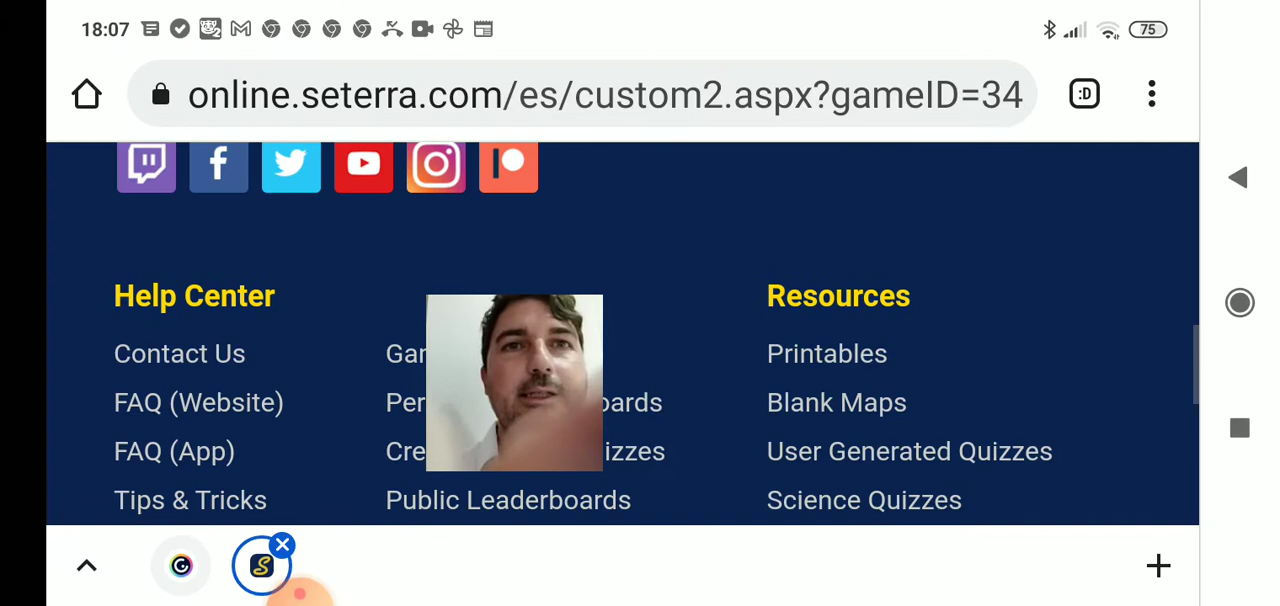 18:07
75
online.seterra.com/es/custom2.aspx?gameID=34
:D
Help Center
Resources
Contact Us
Printables
FAQ (Website)
Blank Maps
FAQ (App)
User Generated Quizzes
Tips & Tricks
Public Leaderboards
Science Quizzes